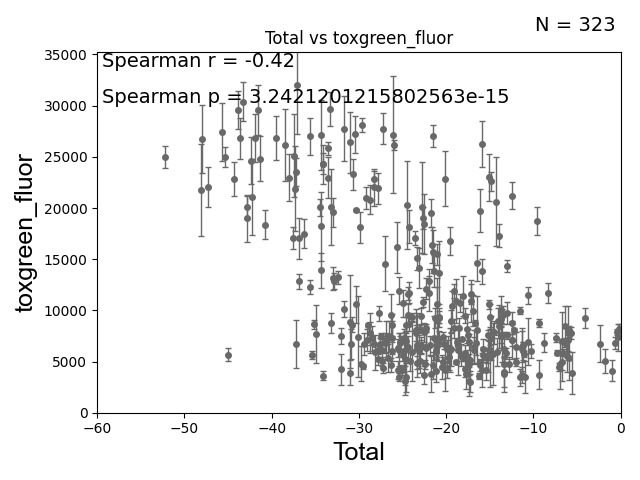 N = 323
Total vs toxgreen_fluor
Spearman r = -0.42
Spearman p = 3.2421201215802563e-15
35000
30000
25000
20000
15000
10000
5000
0
toxgreen_fluor
−60 −50 −40 −30 −20 −10 0
Total